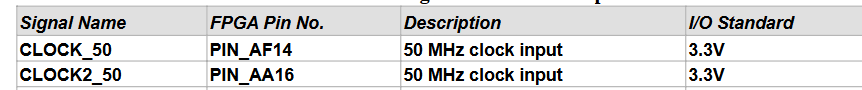 Signal Name FPGA Pin No. Description I/O Standard
CLOCK_50 PIN_AF14 50 MHz clock input 3.3V
CLOCK2_50 PIN_AA16 50 MHz clock input 3.3V